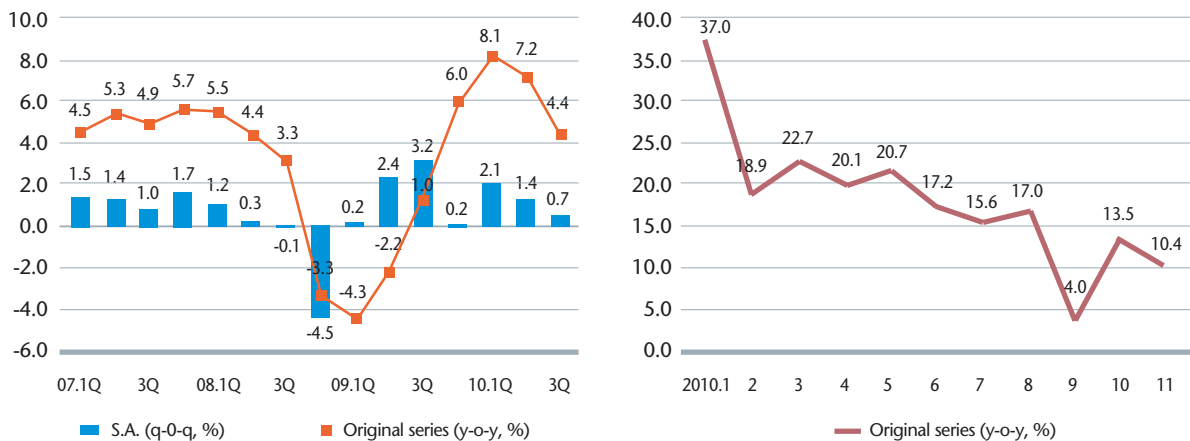 10.0
8.0
6.0
4.0
2.0
0.0
-2.0
-4.0
-6.0
4.5 5.3 4.9 5.7 5.5 4.4 3.3 -3.3 -4.3 -2.2 1.0 6.0 8.1 7.2 4.4
1.5 1.4 1.0 1.7 1.2 0.3 -0.1 -4.5 0.2 2.4 3.2 0.2 2.1 1.4 0.7
07.1Q 3Q 08.1Q 3Q 09.1Q 3Q 10.1Q 3Q
S.A. (q-0-q, %) Original series (y-o-y, %)
40.0
35.0
30.0
25.0
20.0
15.0
10.0
5.0
0.0
37.0 18.9 22.7 20.1 20.7 17.2 15.6 17.0 4.0 13.5 10.4
2010.1 2 3 4 5 6 7 8 9 10 11
Original series (y-o-y, %)